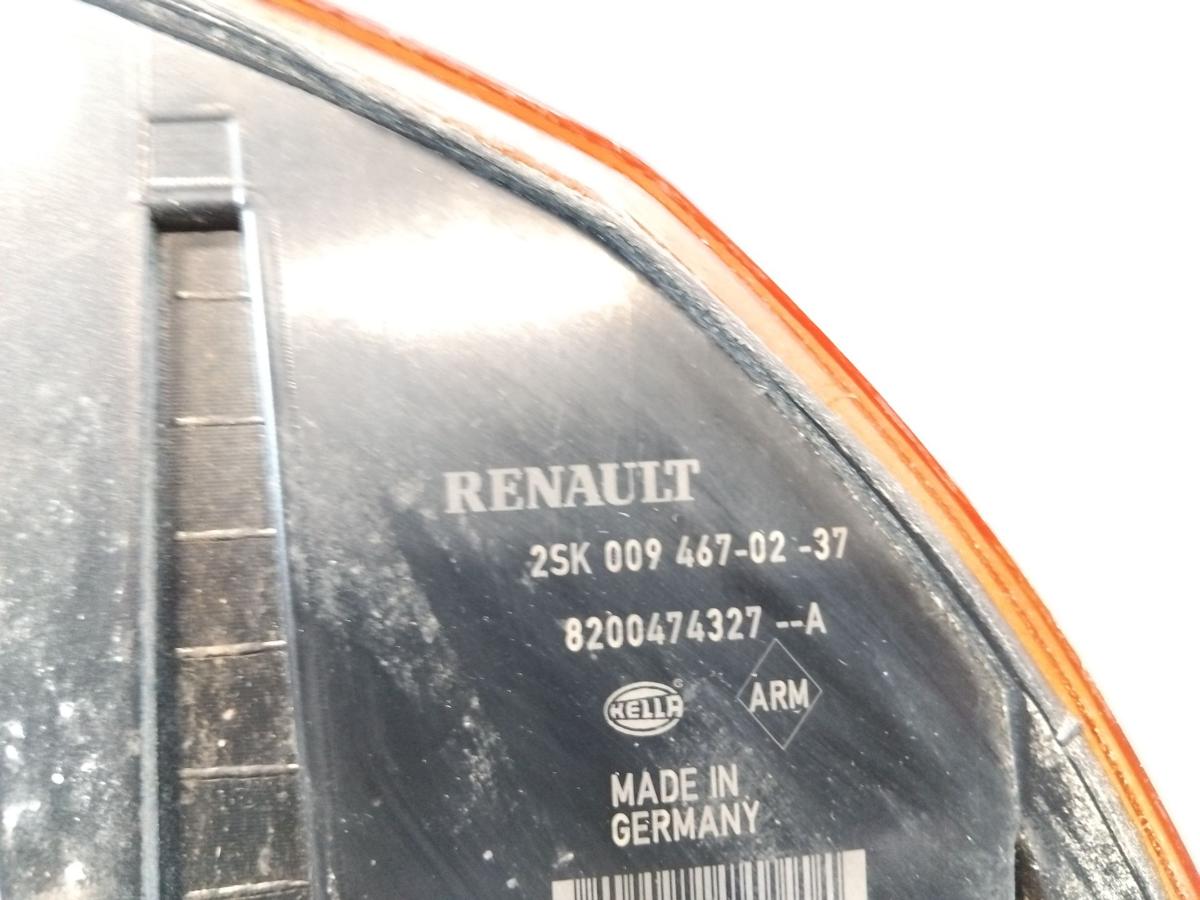 RENAULT
2SK 009 467-02 -37
8200474327 --A
HELLA ®
ARM
MADE IN
GERMANY